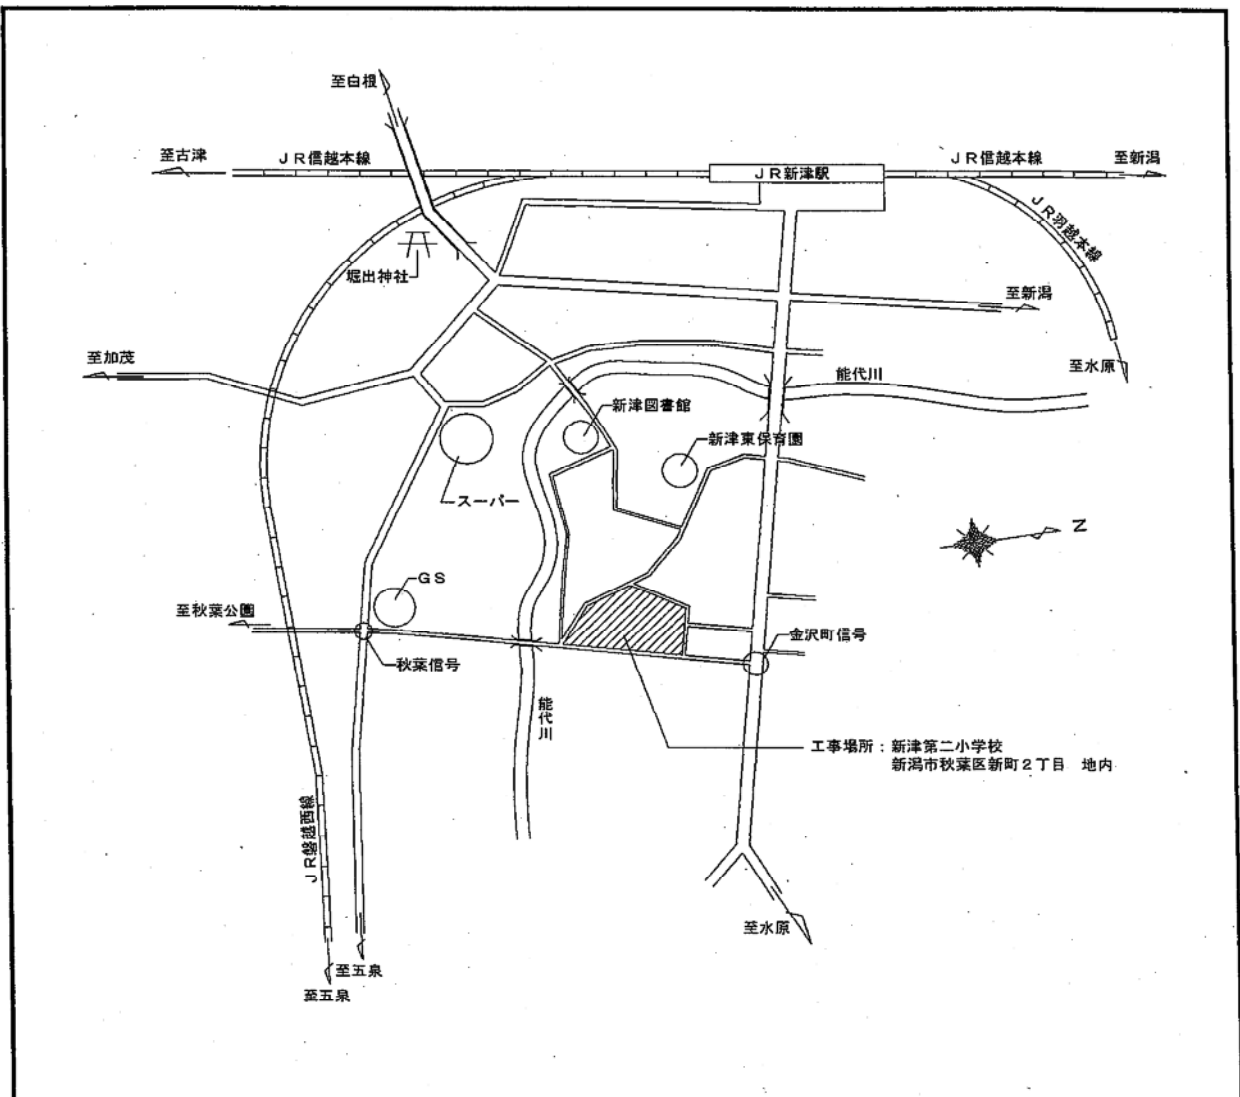 至白根
至古津
JR信越本線
JR新津駅
JR信越本線
至新潟
JR羽越本線
堀出神社
至新潟
至加茂
至水原
能代川
新津図書館
新津東保育園
スーパー
N
GS
至秋葉公園
秋葉信号
金沢町信号
能代川
工事場所：新津第二小学校
新潟市秋葉区新町2丁目 地内
JR磐越西線
至水原
至五泉
至五泉